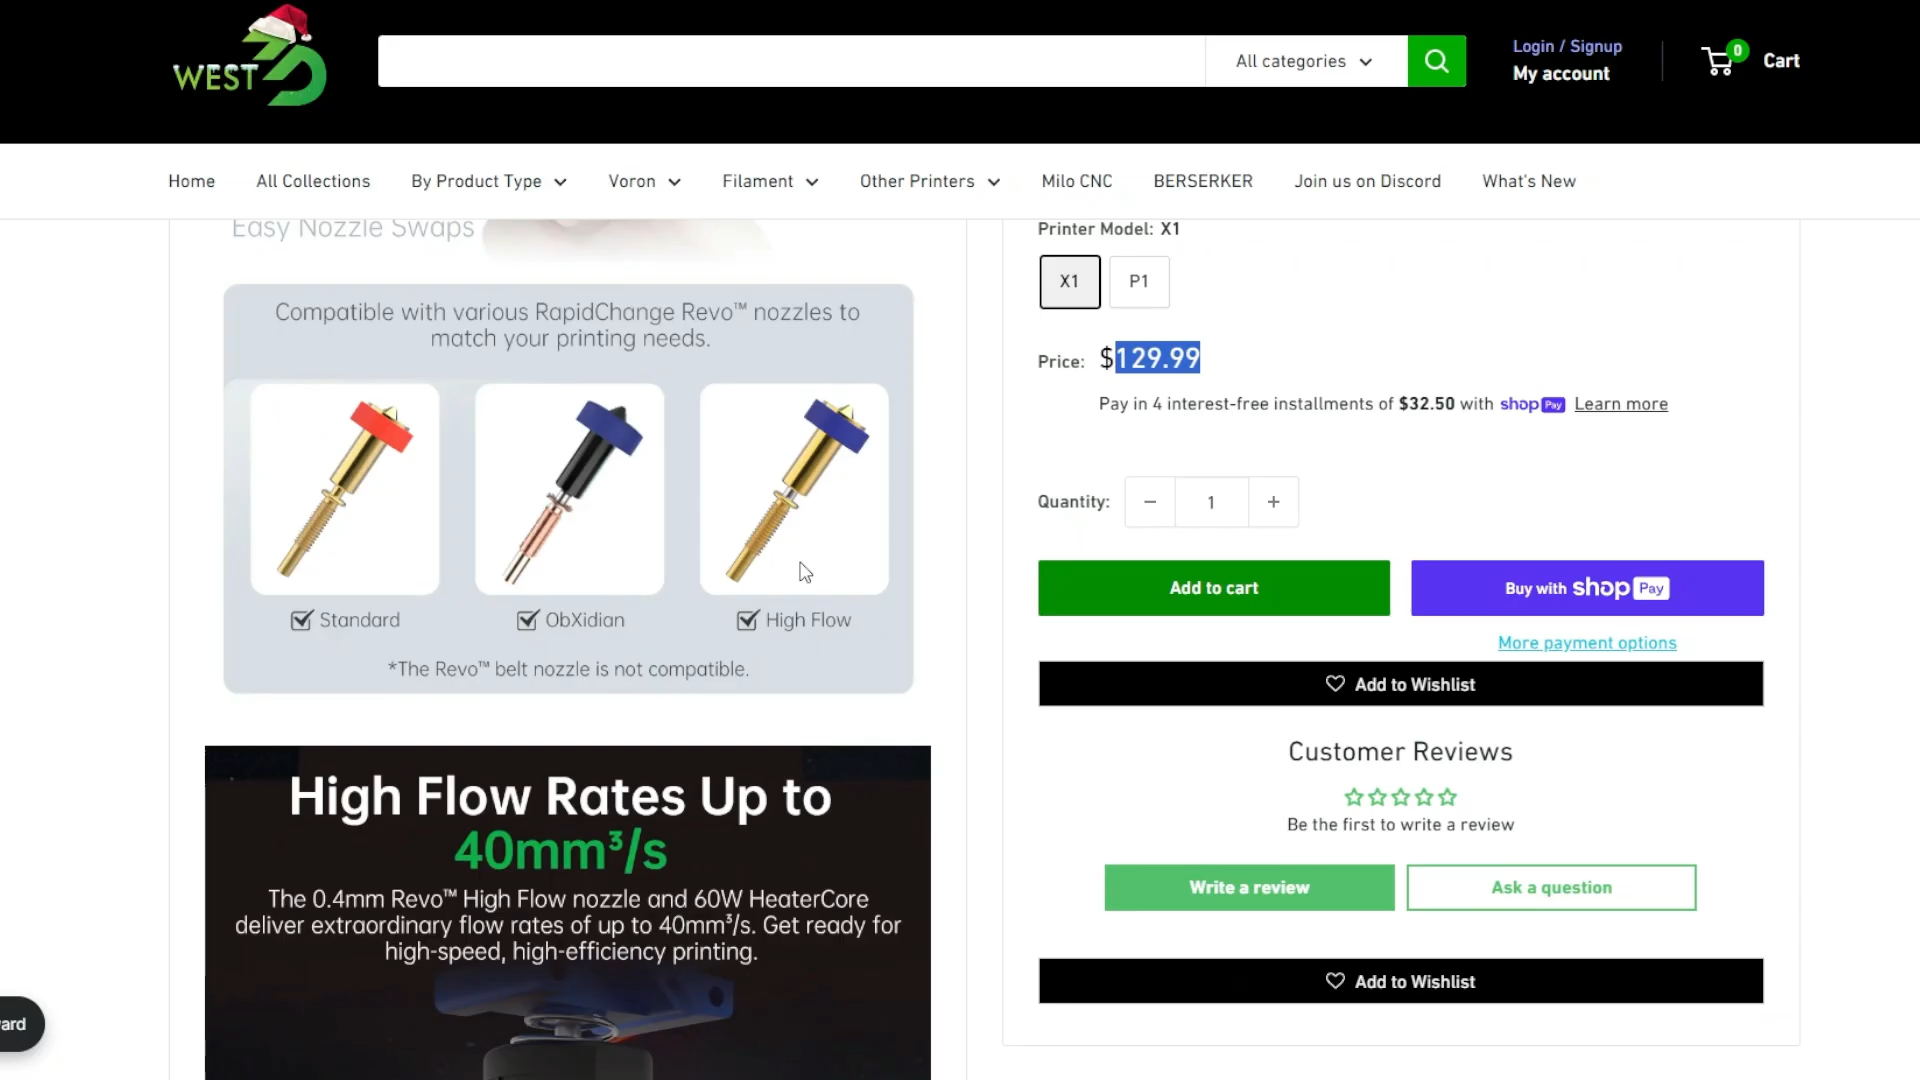 WEST 3D
All categories
Login / Signup
My account
0
Cart
Home
All Collections
By Product Type
Voron
Filament
Other Printers
Milo CNC
BERSERKER
Join us on Discord
What's New
Easy Nozzle Swaps
Compatible with various RapidChange Revo™ nozzles to
match your printing needs.
Standard
ObXidian
High Flow
*The Revo™ belt nozzle is not compatible.
High Flow Rates Up to
40mm³/s
The 0.4mm Revo™ High Flow nozzle and 60W HeaterCore
deliver extraordinary flow rates of up to 40mm³/s. Get ready for
high-speed, high-efficiency printing.
Printer Model: X1
X1
P1
Price: $129.99
Pay in 4 interest-free installments of $32.50 with shop Pay Learn more
Quantity: − 1 +
Add to cart
Buy with shop Pay
More payment options
Add to Wishlist
Customer Reviews
Be the first to write a review
Write a review
Ask a question
Add to Wishlist
ard